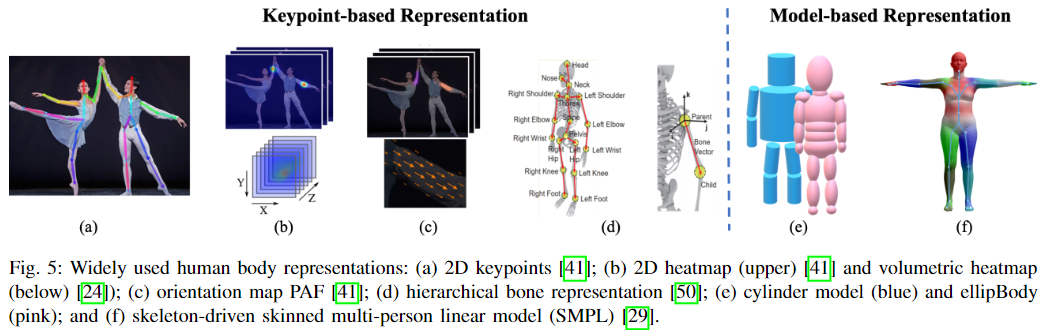 Keypoint-based Representation
Model-based Representation
Head
Nose
Neck
Right Shoulder
Left Shoulder
Thorax
Spine
Right Elbow
Left Elbow
Right Wrist
Pelvis
Left Wrist
Right Hip
Left Hip
Right Knee
Left Knee
Right Foot
Left Foot
k
Parent
j
Bone Vector
Child
Y
X
Z
(a)
(b)
(c)
(d)
(e)
(f)
Fig. 5: Widely used human body representations: (a) 2D keypoints [41]; (b) 2D heatmap (upper) [41] and volumetric heatmap
(below) [24]); (c) orientation map PAF [41]; (d) hierarchical bone representation [50]; (e) cylinder model (blue) and ellipBody
(pink); and (f) skeleton-driven skinned multi-person linear model (SMPL) [29].